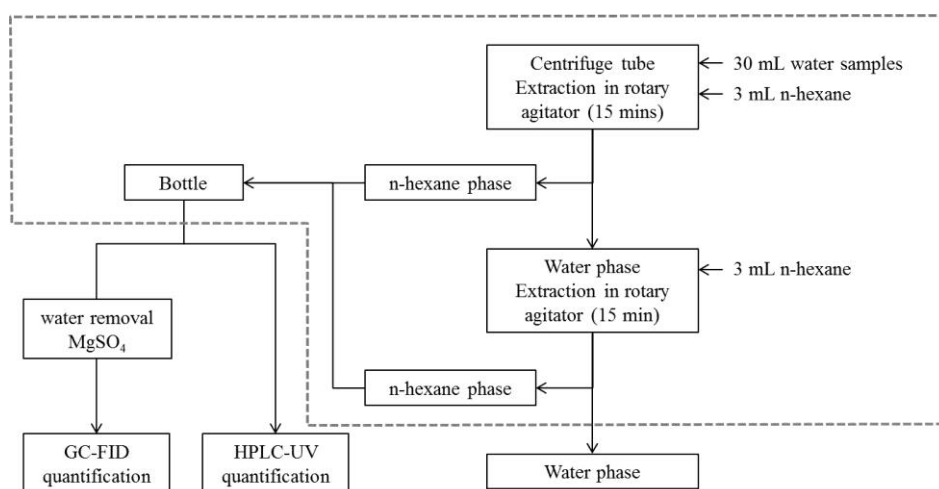 Centrifuge tube
Extraction in rotary
agitator (15 mins)
30 mL water samples
3 mL n-hexane
Bottle
n-hexane phase
Water phase
Extraction in rotary
agitator (15 min)
3 mL n-hexane
water removal
MgSO₄
n-hexane phase
GC-FID
quantification
HPLC-UV
quantification
Water phase